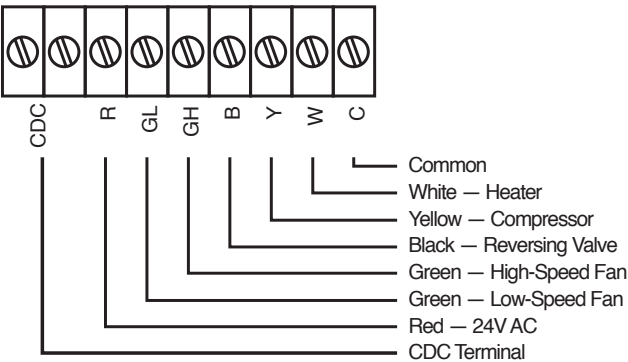 CDC
R
GL
GH
B
Y
W
C
Common
White — Heater
Yellow — Compressor
Black — Reversing Valve
Green — High-Speed Fan
Green — Low-Speed Fan
Red — 24V AC
CDC Terminal